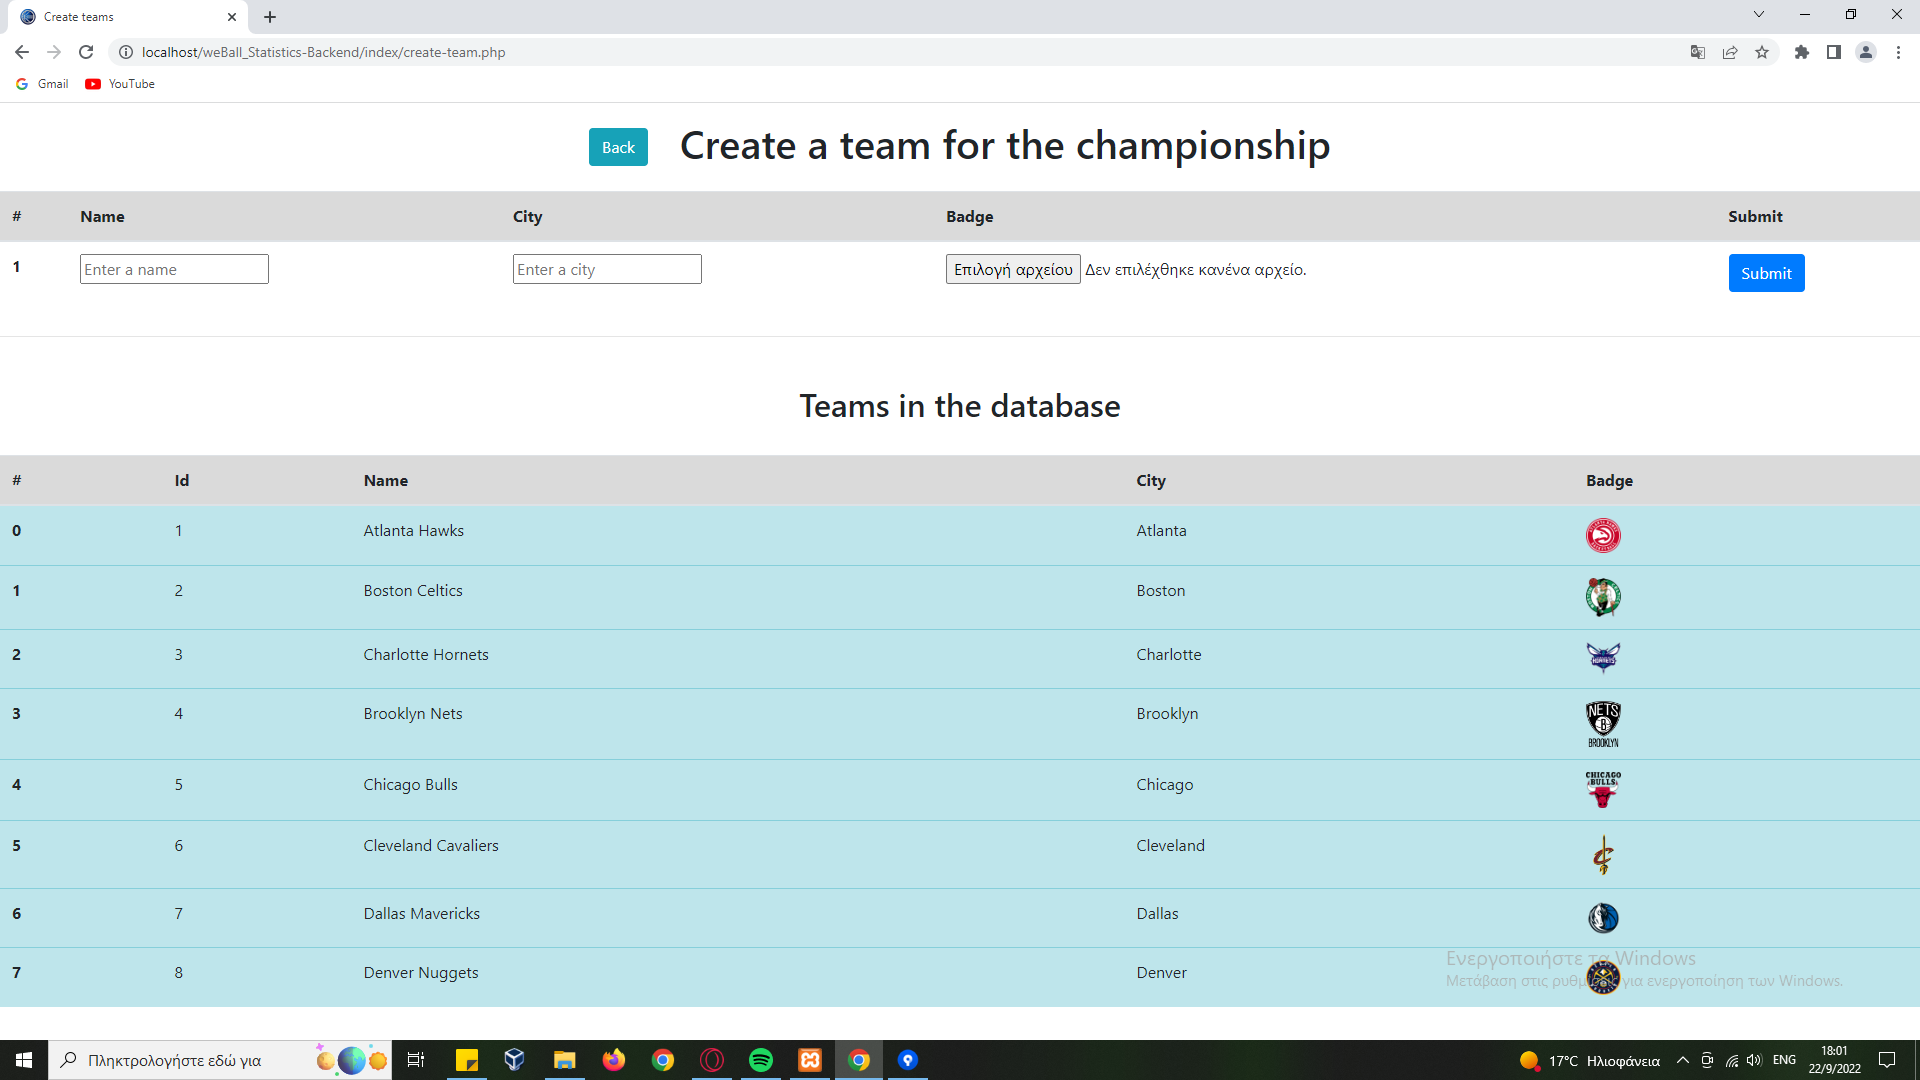 Create teams
localhost/weBall_Statistics-Backend/index/create-team.php
Gmail YouTube
Back Create a team for the championship
# Name City Badge Submit
1 Enter a name Enter a city Επιλογή αρχείου Δεν επιλέχθηκε κανένα αρχείο. Submit
Teams in the database
# Id Name City Badge
0 1 Atlanta Hawks Atlanta
1 2 Boston Celtics Boston
2 3 Charlotte Hornets Charlotte
HORNETS
3 4 Brooklyn Nets Brooklyn
NETS
B
BROOKLYN
4 5 Chicago Bulls Chicago
CHICAGO
BULLS
5 6 Cleveland Cavaliers Cleveland
6 7 Dallas Mavericks Dallas
7 8 Denver Nuggets Denver
Ενεργοποιήστε τα Windows
Μετάβαση στις για ενεργοποίηση των Windows.
Πληκτρολογήστε εδώ για
17°C Ηλιοφάνεια ENG 18:01
22/9/2022